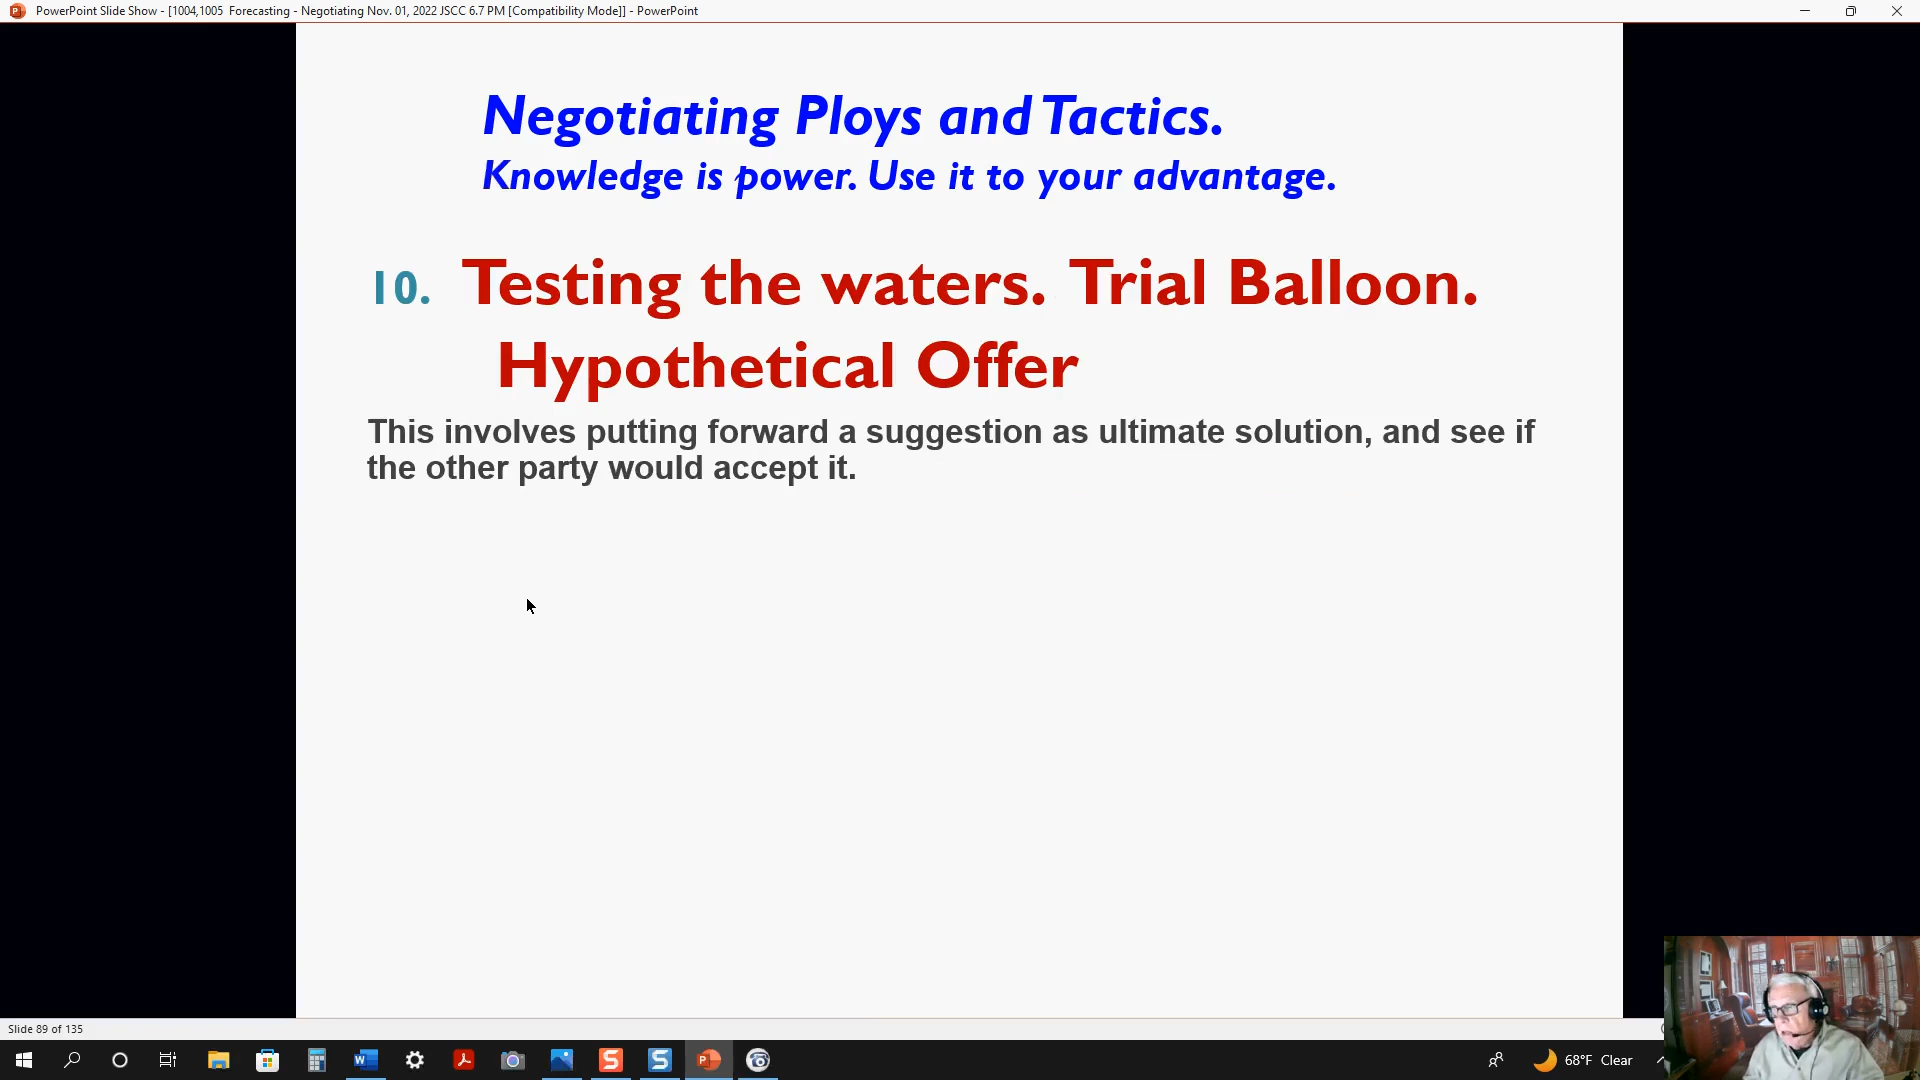 PowerPoint Slide Show - [1004,1005 Forecasting - Negotiating Nov. 01, 2022 JSCC 6.7 PM [Compatibility Mode]] - PowerPoint
Negotiating Ploys and Tactics.
Knowledge is power. Use it to your advantage.
10. Testing the waters. Trial Balloon.
Hypothetical Offer
This involves putting forward a suggestion as ultimate solution, and see if
the other party would accept it.
Slide 89 of 135
68°F Clear